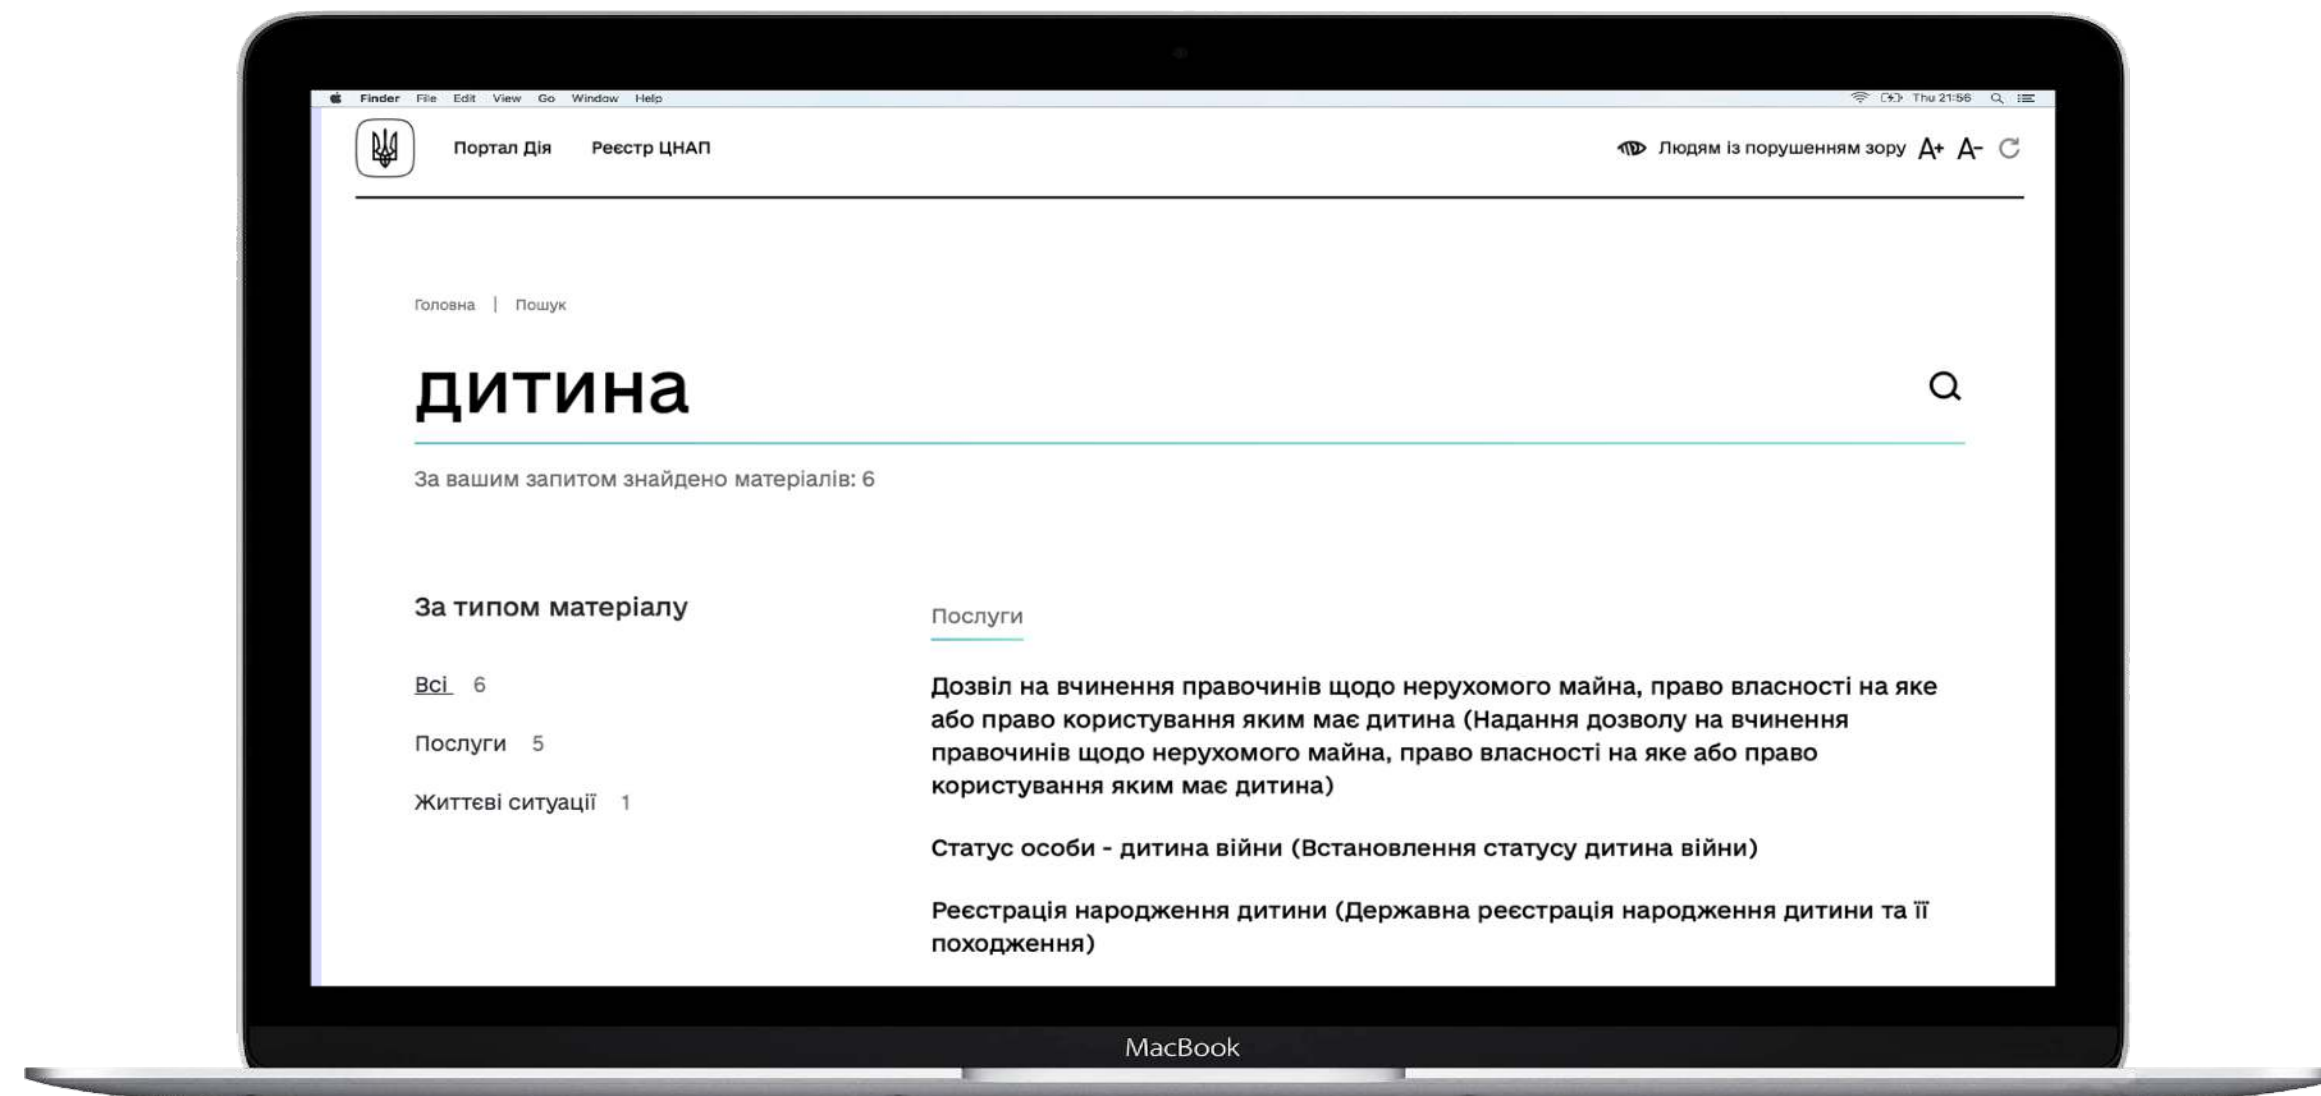 Finder File Edit View Go Window Help Thu 21:56
Портал Дія Реєстр ЦНАП Людям із порушенням зору A+ A-
Головна | Пошук
дитина
За вашим запитом знайдено матеріалів: 6
За типом матеріалу
Всі 6
Послуги 5
Життєві ситуації 1
Послуги
Дозвіл на вчинення правочинів щодо нерухомого майна, право власності на яке
або право користування яким має дитина (Надання дозволу на вчинення
правочинів щодо нерухомого майна, право власності на яке або право
користування яким має дитина)
Статус особи - дитина війни (Встановлення статусу дитина війни)
Реєстрація народження дитини (Державна реєстрація народження дитини та її
походження)
MacBook